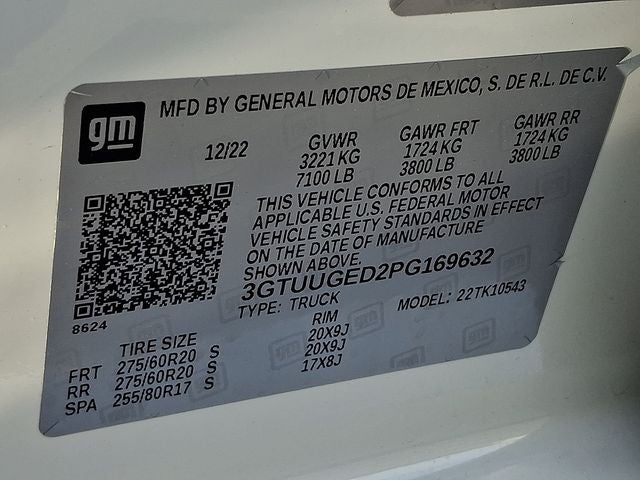 gm
MFD BY GENERAL MOTORS DE MEXICO, S. DE R.L. DE C.V.
12/22 GVWR GAWR FRT GAWR RR
3221 KG 1724 KG 1724 KG
7100 LB 3800 LB 3800 LB
THIS VEHICLE CONFORMS TO ALL
APPLICABLE U.S. FEDERAL MOTOR
VEHICLE SAFETY STANDARDS IN EFFECT
ON THE DATE OF MANUFACTURE
SHOWN ABOVE.
3GTUUGED2PG169632
TYPE: TRUCK MODEL: 22TK10543
8624
TIRE SIZE RIM
FRT 275/60R20 S 20X9J
RR 275/60R20 S 20X9J
SPA 255/80R17 S 17X8J